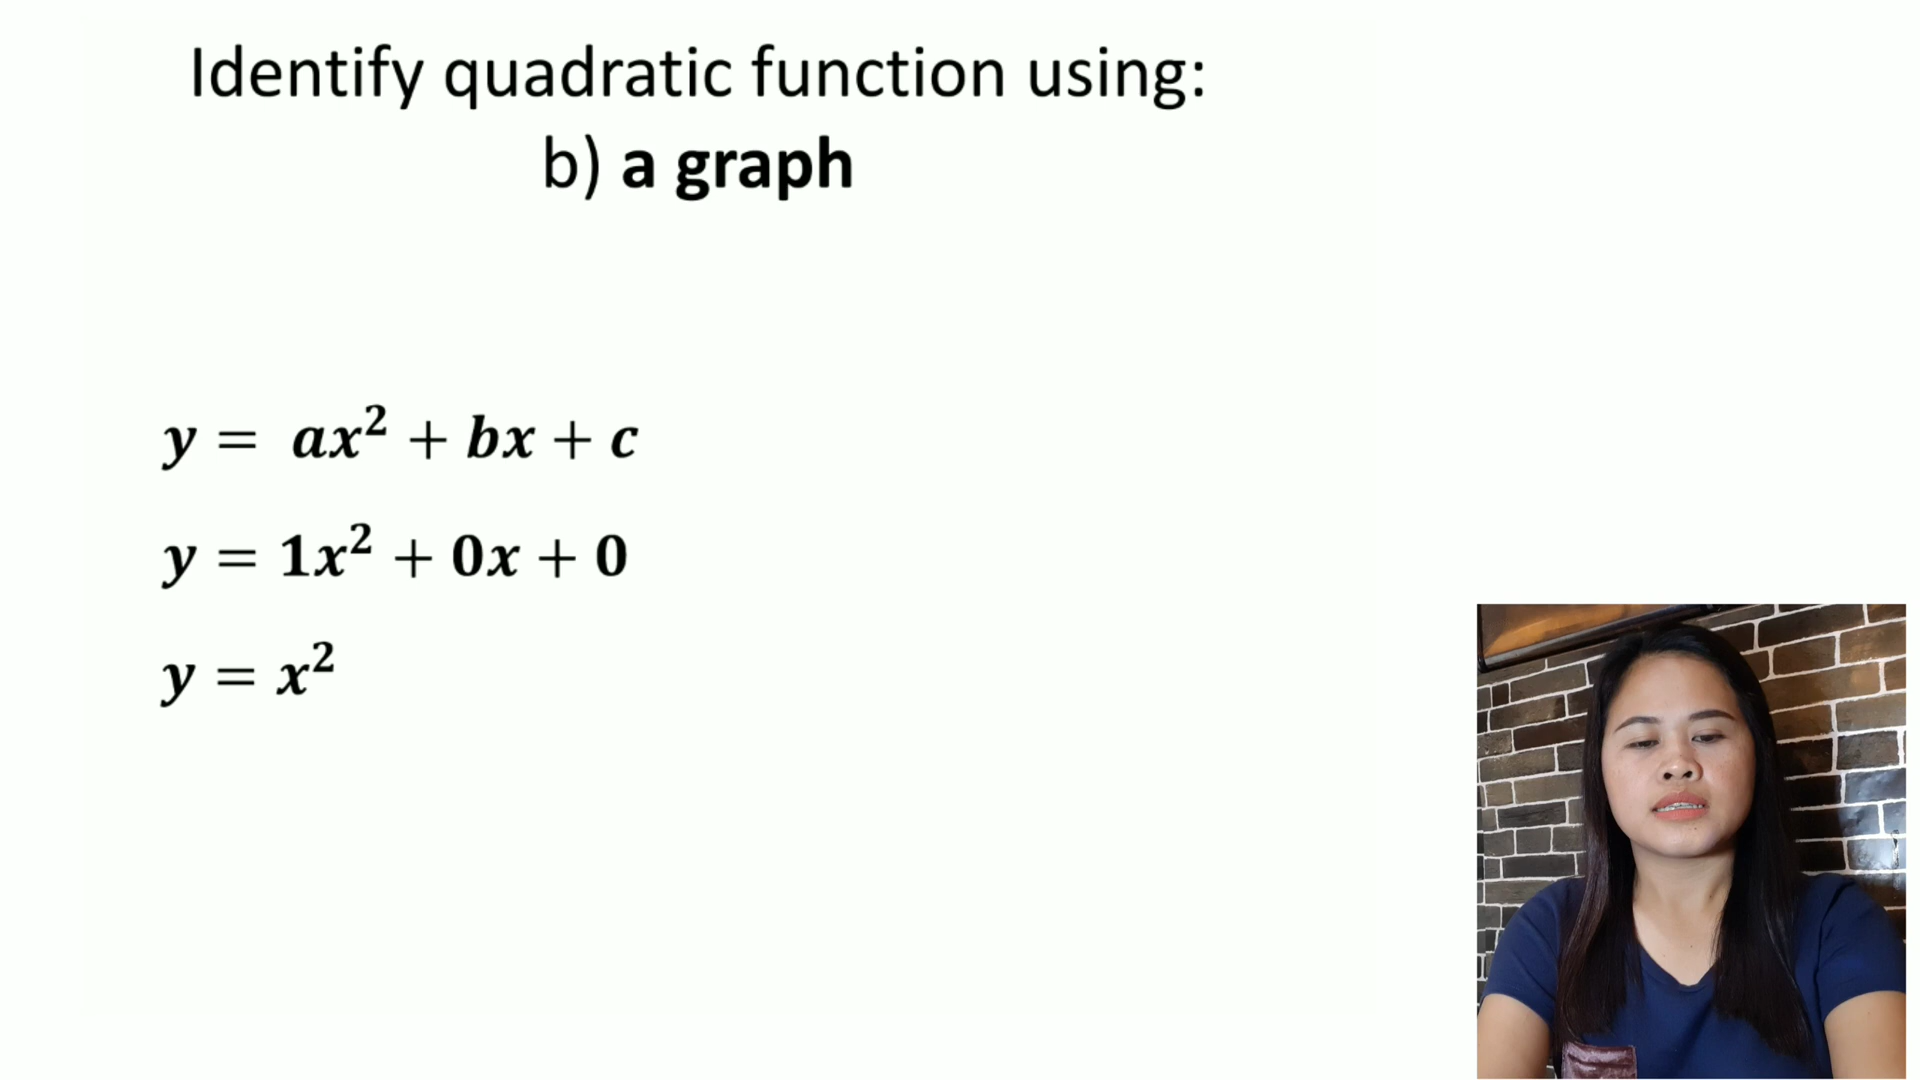 Identify quadratic function using:
b) a graph
y = ax² + bx + c
y = 1x² + 0x + 0
y = x²